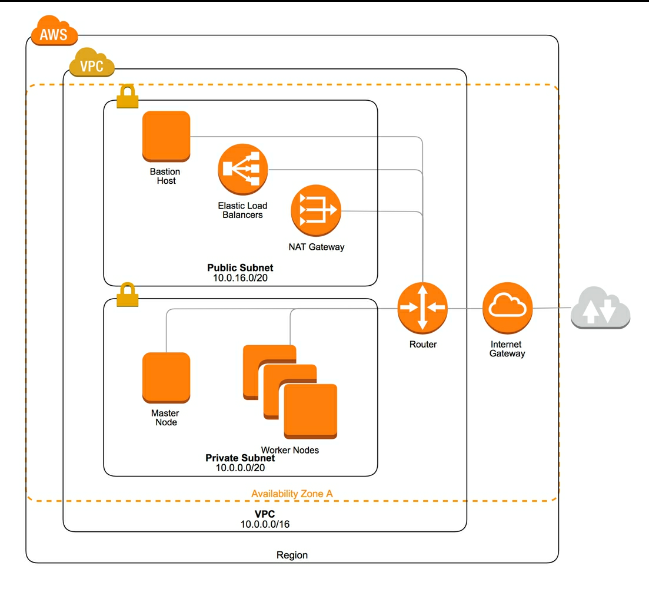 AWS
VPC
Bastion
Host
Elastic Load
Balancers
NAT Gateway
Public Subnet
10.0.16.0/20
Router
Internet
Gateway
Master
Node
Worker Nodes
Private Subnet
10.0.0.0/20
Availability Zone A
VPC
10.0.0.0/16
Region